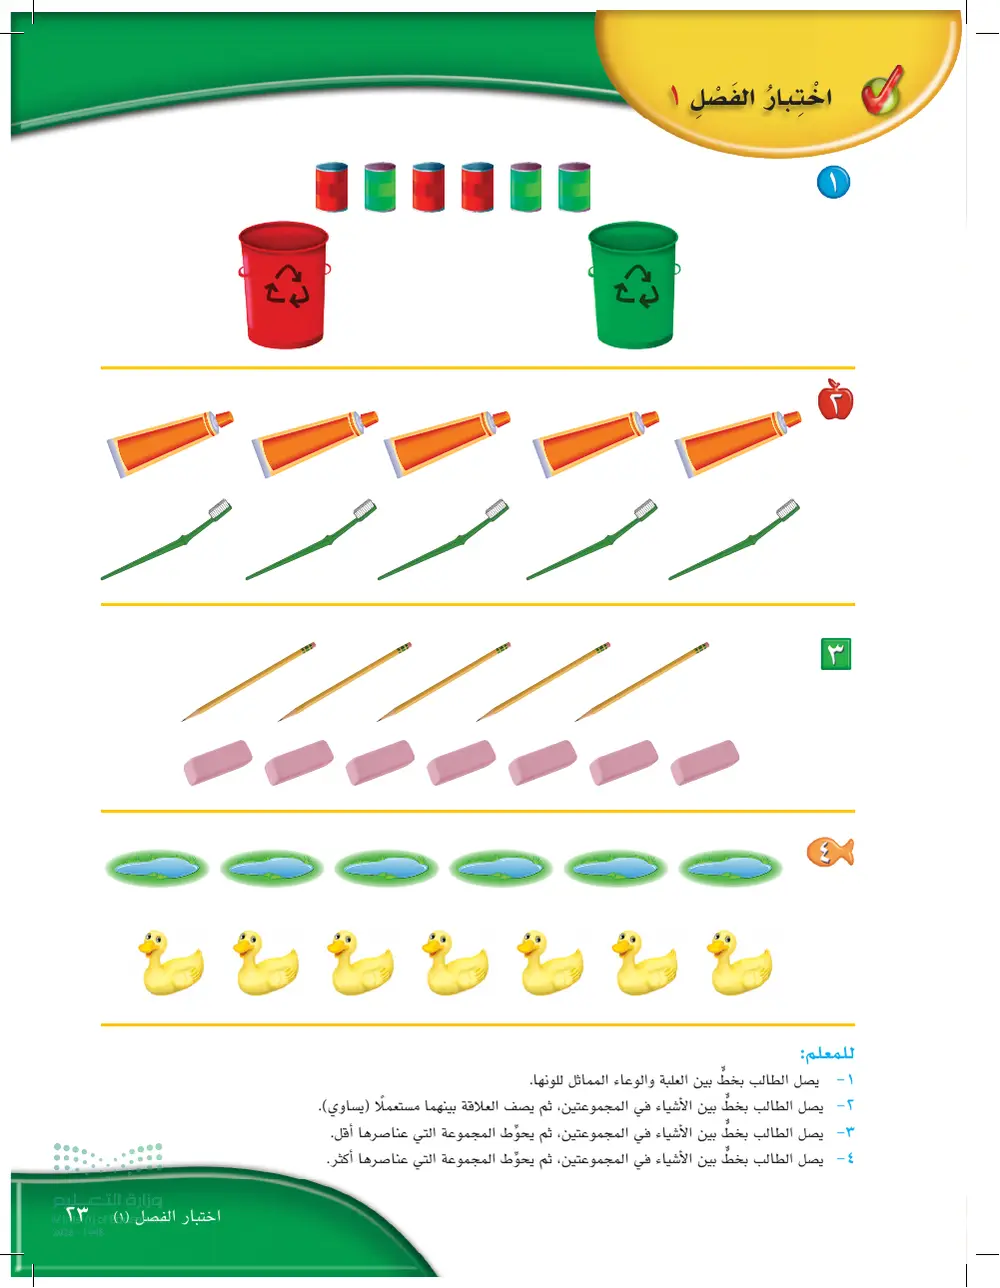 اخْتِبارُ الفَصْلِ ١
١
٢
٣
٤
للمعلم:
١- يصل الطالب بخطٍّ بين العلبة والوعاء المماثل للونها.
٢- يصل الطالب بخطٍّ بين الأشياء في المجموعتين، ثم يصف العلاقة بينهما مستعملًا (يساوي).
٣- يصل الطالب بخطٍّ بين الأشياء في المجموعتين، ثم يحوِّط المجموعة التي عناصرها أقل.
٤- يصل الطالب بخطٍّ بين الأشياء في المجموعتين، ثم يحوِّط المجموعة التي عناصرها أكثر.
وزارة التعليم
اختبار الفصل (١) ٢٣